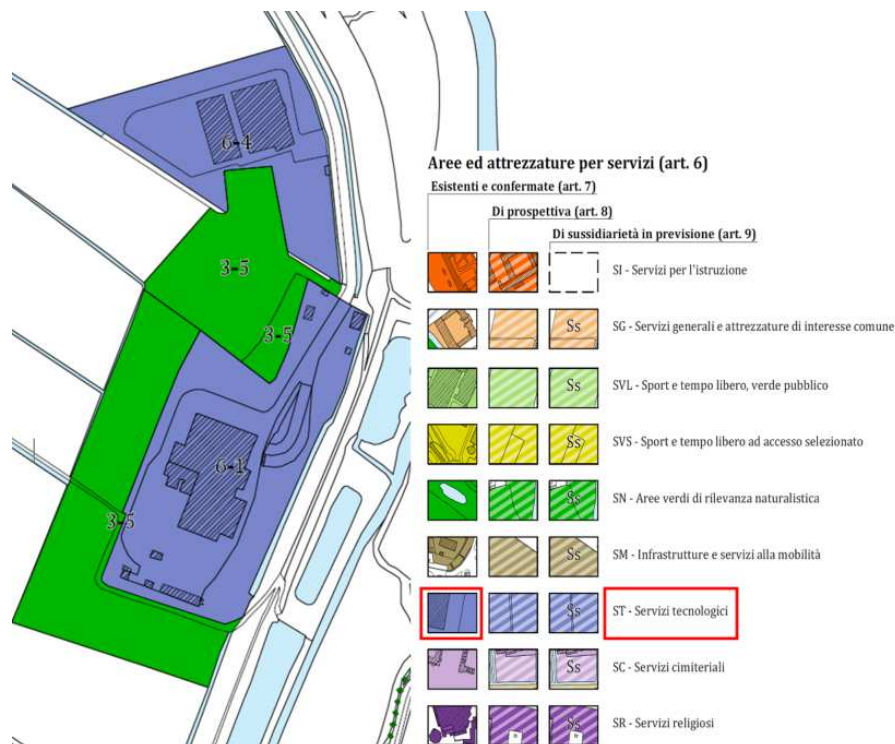 6-4
3-5
3-5
6-1
3-5
Aree ed attrezzature per servizi (art. 6)
Esistenti e confermate (art. 7)
Di prospettiva (art. 8)
Di sussidiarietà in previsione (art. 9)
SI - Servizi per l'istruzione
Ss
SG - Servizi generali e attrezzature di interesse comune
Ss
SVL - Sport e tempo libero, verde pubblico
Ss
SVS - Sport e tempo libero ad accesso selezionato
Ss
SN - Aree verdi di rilevanza naturalistica
Ss
SM - Infrastrutture e servizi alla mobilità
Ss
ST - Servizi tecnologici
Ss
SC - Servizi cimiteriali
Ss
SR - Servizi religiosi